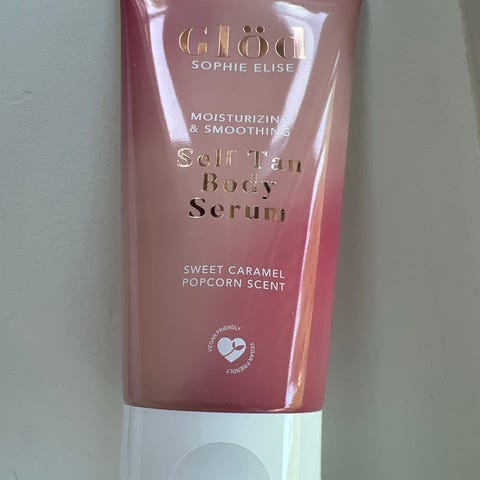 Glöd
SOPHIE ELISE
MOISTURIZING
& SMOOTHING
Self Tan
Body
Serum
SWEET CARAMEL
POPCORN SCENT
VEGAN FRIENDLY
VEGAN FRIENDLY